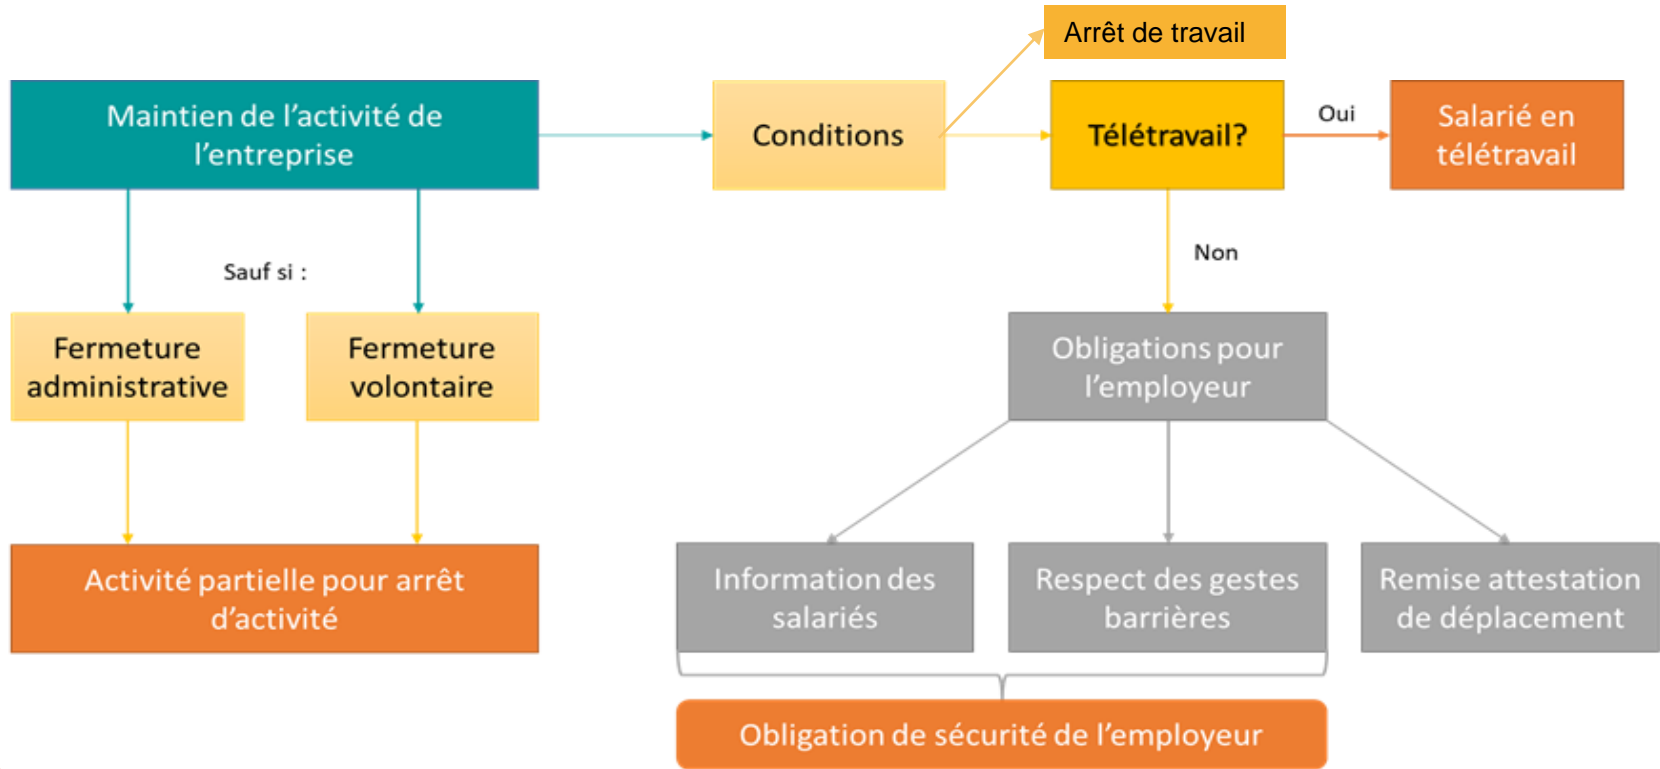 Arrêt de travail
Maintien de l’activité de
l’entreprise
Conditions
Télétravail?
Oui
Salarié en
télétravail
Sauf si :
Non
Fermeture
administrative
Fermeture
volontaire
Obligations pour
l’employeur
Activité partielle pour arrêt
d’activité
Information des
salariés
Respect des gestes
barrières
Remise attestation
de déplacement
Obligation de sécurité de l’employeur